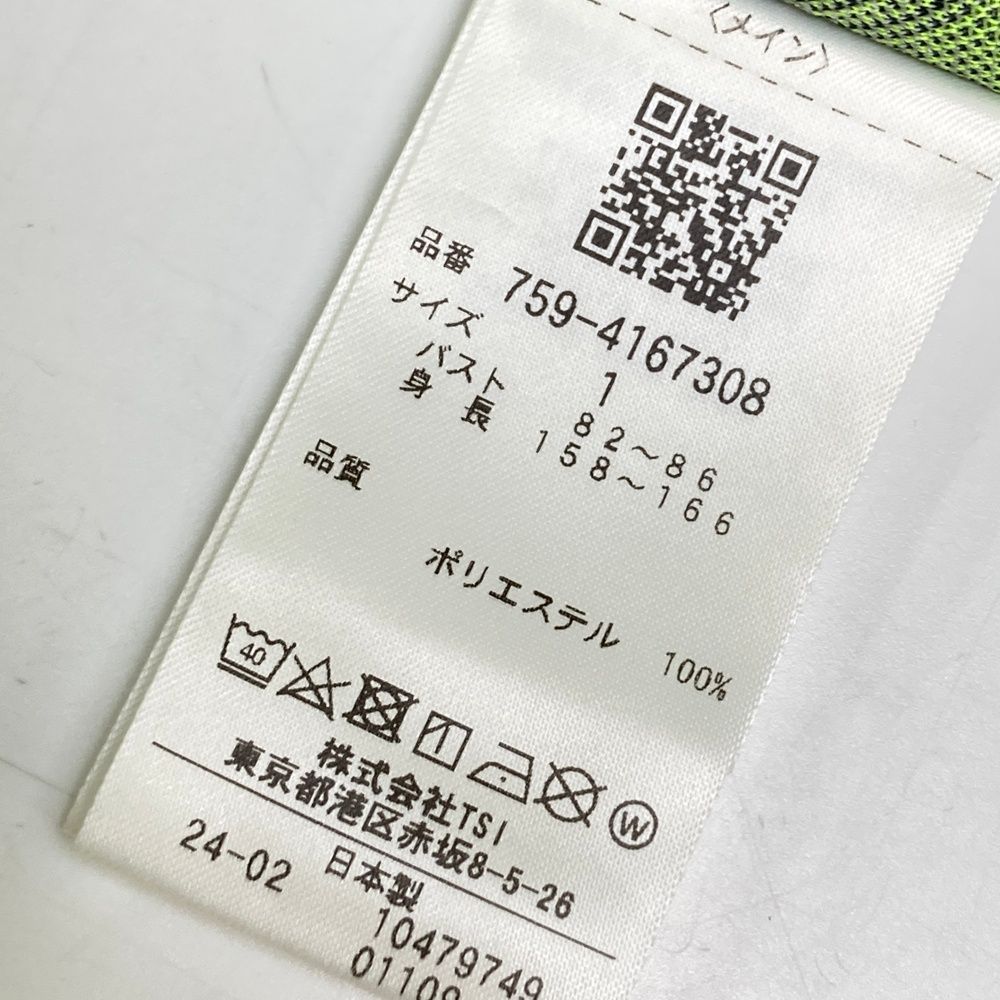 〈メイン〉
品番 759-4167308
サイズ 1
バスト 82～86
身長 158～166
品質
ポリエステル 100%
40
W
株式会社TSI
東京都港区赤坂8-5-26
24-02 日本製
10479749
01109